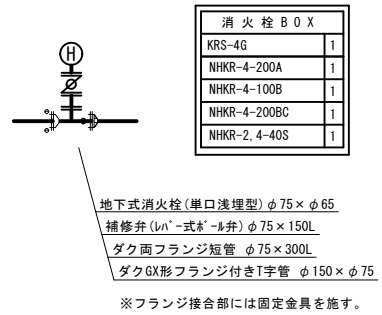 消火栓BOX
KRS-4G 1
NHKR-4-200A 1
NHKR-4-100B 1
NHKR-4-200BC 1
NHKR-2,4-40S 1
H
地下式消火栓(単口浅埋型)φ75×φ65
補修弁(ﾚﾊﾞｰ式ﾎﾞｰﾙ弁)φ75×150L
ダク両フランジ短管 φ75×300L
ダクGX形フランジ付きT字管 φ150×φ75
※フランジ接合部には固定金具を施す。